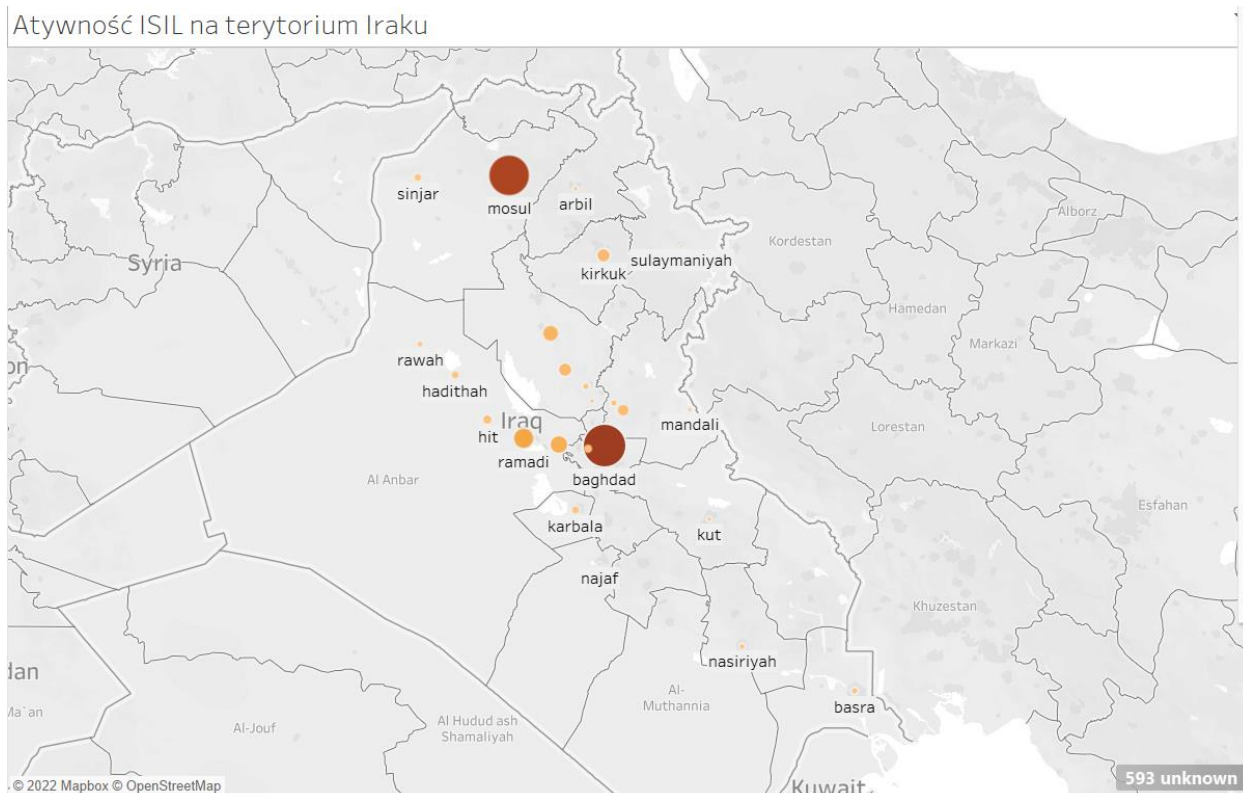 Atywność ISIL na terytorium Iraku
sinjar
mosul
arbil
Alborz
Kordestan
Syria
kirkuk
sulaymaniyah
Hamedan
Markazi
on
rawah
hadithah
hit
Iraq
mandali
Lorestan
ramadi
baghdad
Al Anbar
Esfahan
karbala
kut
najaf
Khuzestan
nasiriyah
dan
Al-
Muthannia
basra
Ma`an
Al-Jouf
Al Hudud ash
Shamaliyah
Kuwait
593 unknown
© 2022 Mapbox © OpenStreetMap